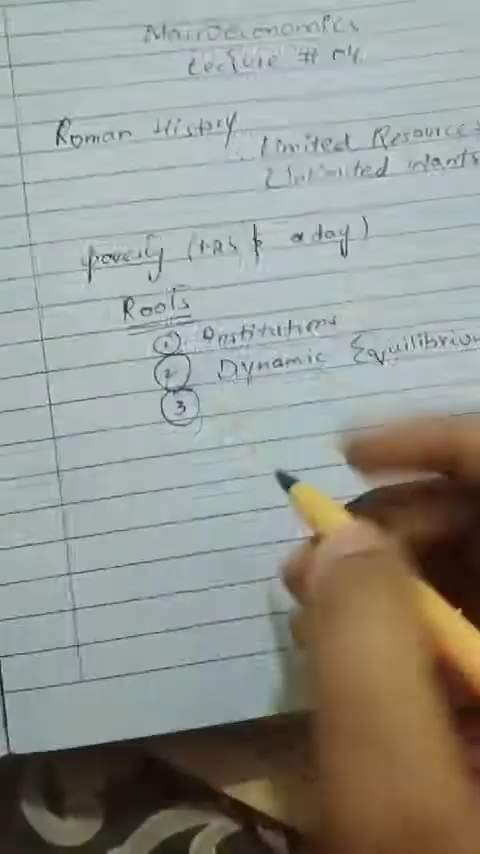 Macroeconomics
Lecture # 04
Roman History
Limited Resources
Unlimited wants
poverty (1.25 $ a day)
Roots
1 Institutions
2 Dynamic Equilibrium
3